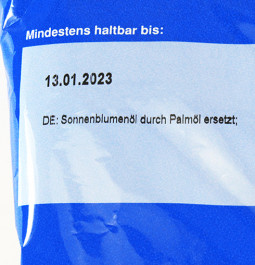 Mindestens haltbar bis:
13.01.2023
DE: Sonnenblumenöl durch Palmöl ersetzt;